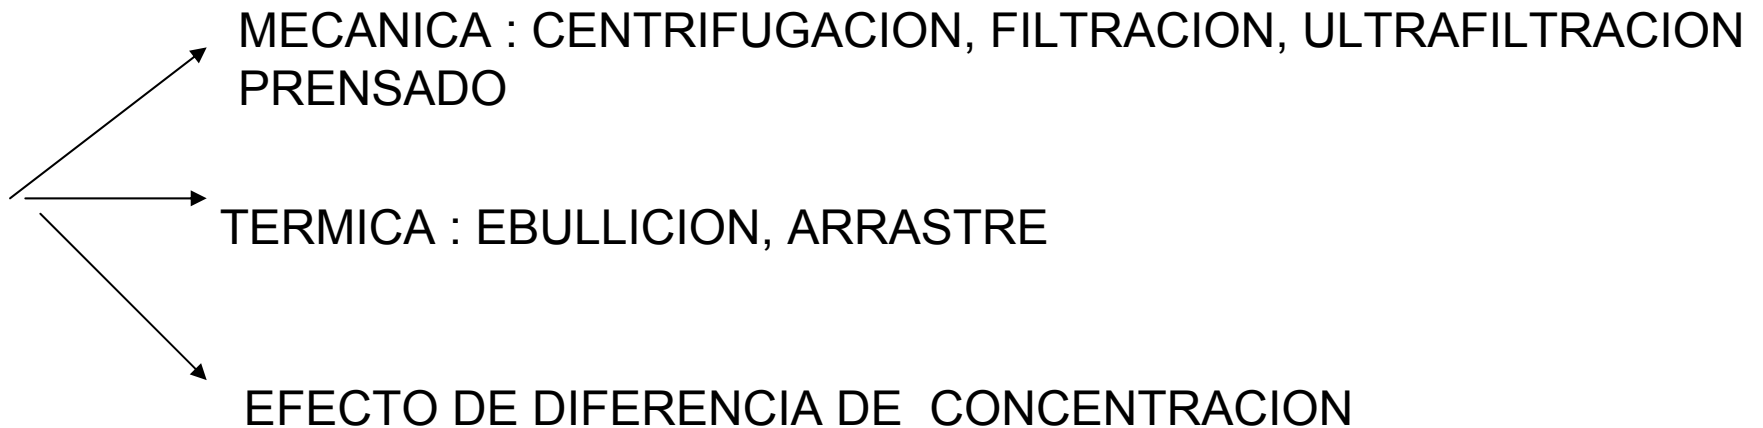 MECANICA : CENTRIFUGACION, FILTRACION, ULTRAFILTRACION
PRENSADO
TERMICA : EBULLICION, ARRASTRE
EFECTO DE DIFERENCIA DE CONCENTRACION